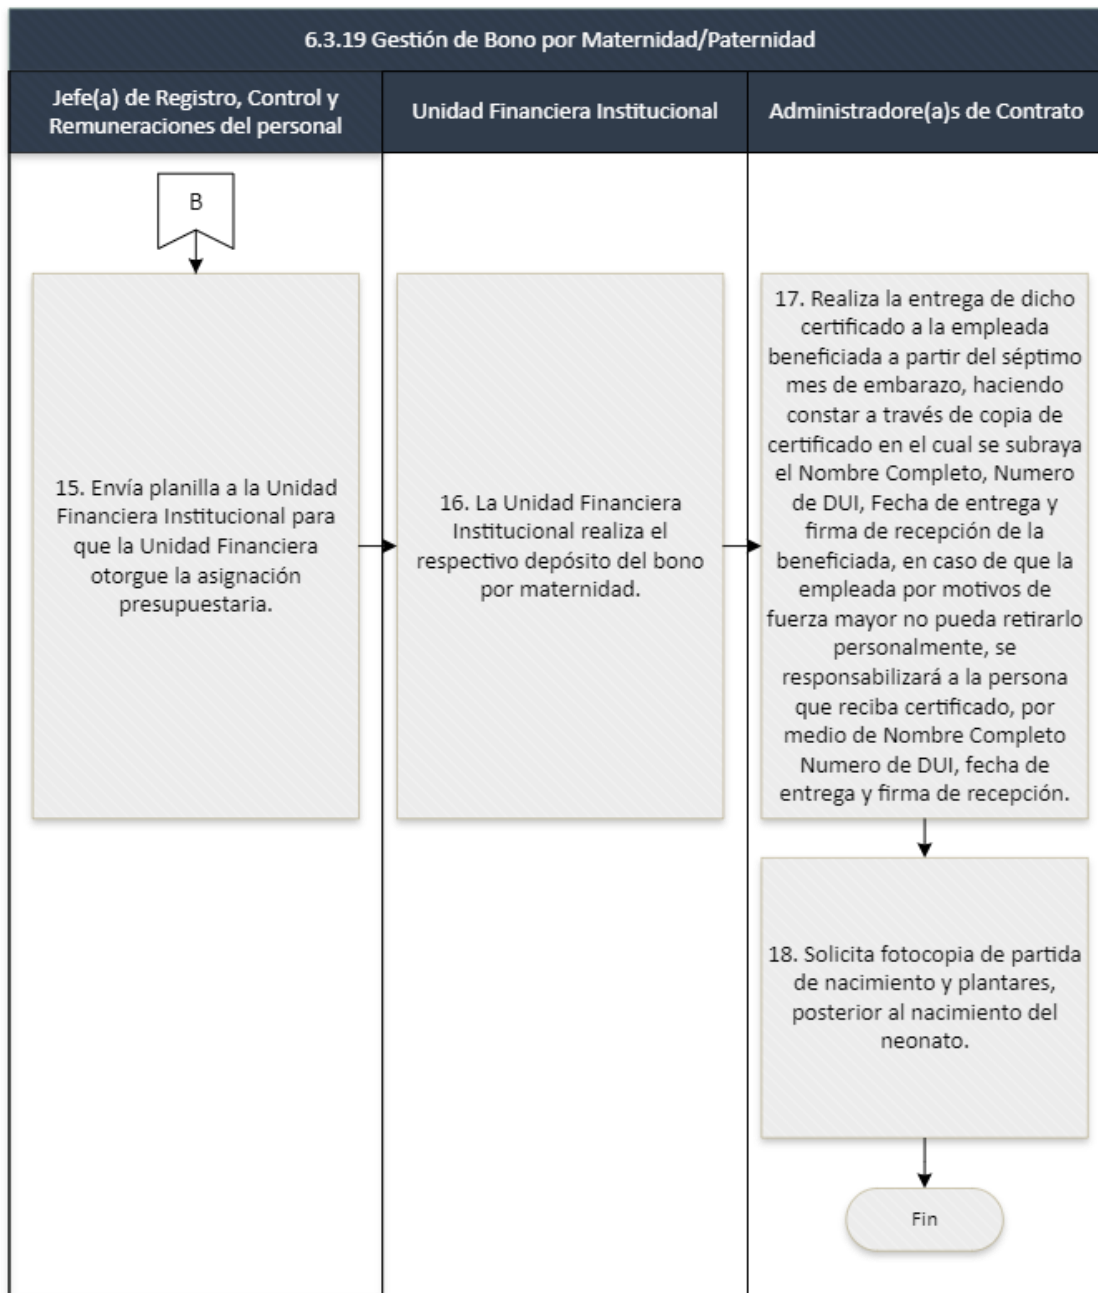 6.3.19 Gestión de Bono por Maternidad/Paternidad
Jefe(a) de Registro, Control y
Remuneraciones del personal
Unidad Financiera Institucional
Administradore(a)s de Contrato
B
15. Envía planilla a la Unidad
Financiera Institucional para
que la Unidad Financiera
otorgue la asignación
presupuestaria.
16. La Unidad Financiera
Institucional realiza el
respectivo depósito del bono
por maternidad.
17. Realiza la entrega de dicho
certificado a la empleada
beneficiada a partir del séptimo
mes de embarazo, haciendo
constar a través de copia de
certificado en el cual se subraya
el Nombre Completo, Numero
de DUI, Fecha de entrega y
firma de recepción de la
beneficiada, en caso de que la
empleada por motivos de
fuerza mayor no pueda retirarlo
personalmente, se
responsabilizará a la persona
que reciba certificado, por
medio de Nombre Completo
Numero de DUI, fecha de
entrega y firma de recepción.
18. Solicita fotocopia de partida
de nacimiento y plantares,
posterior al nacimiento del
neonato.
Fin